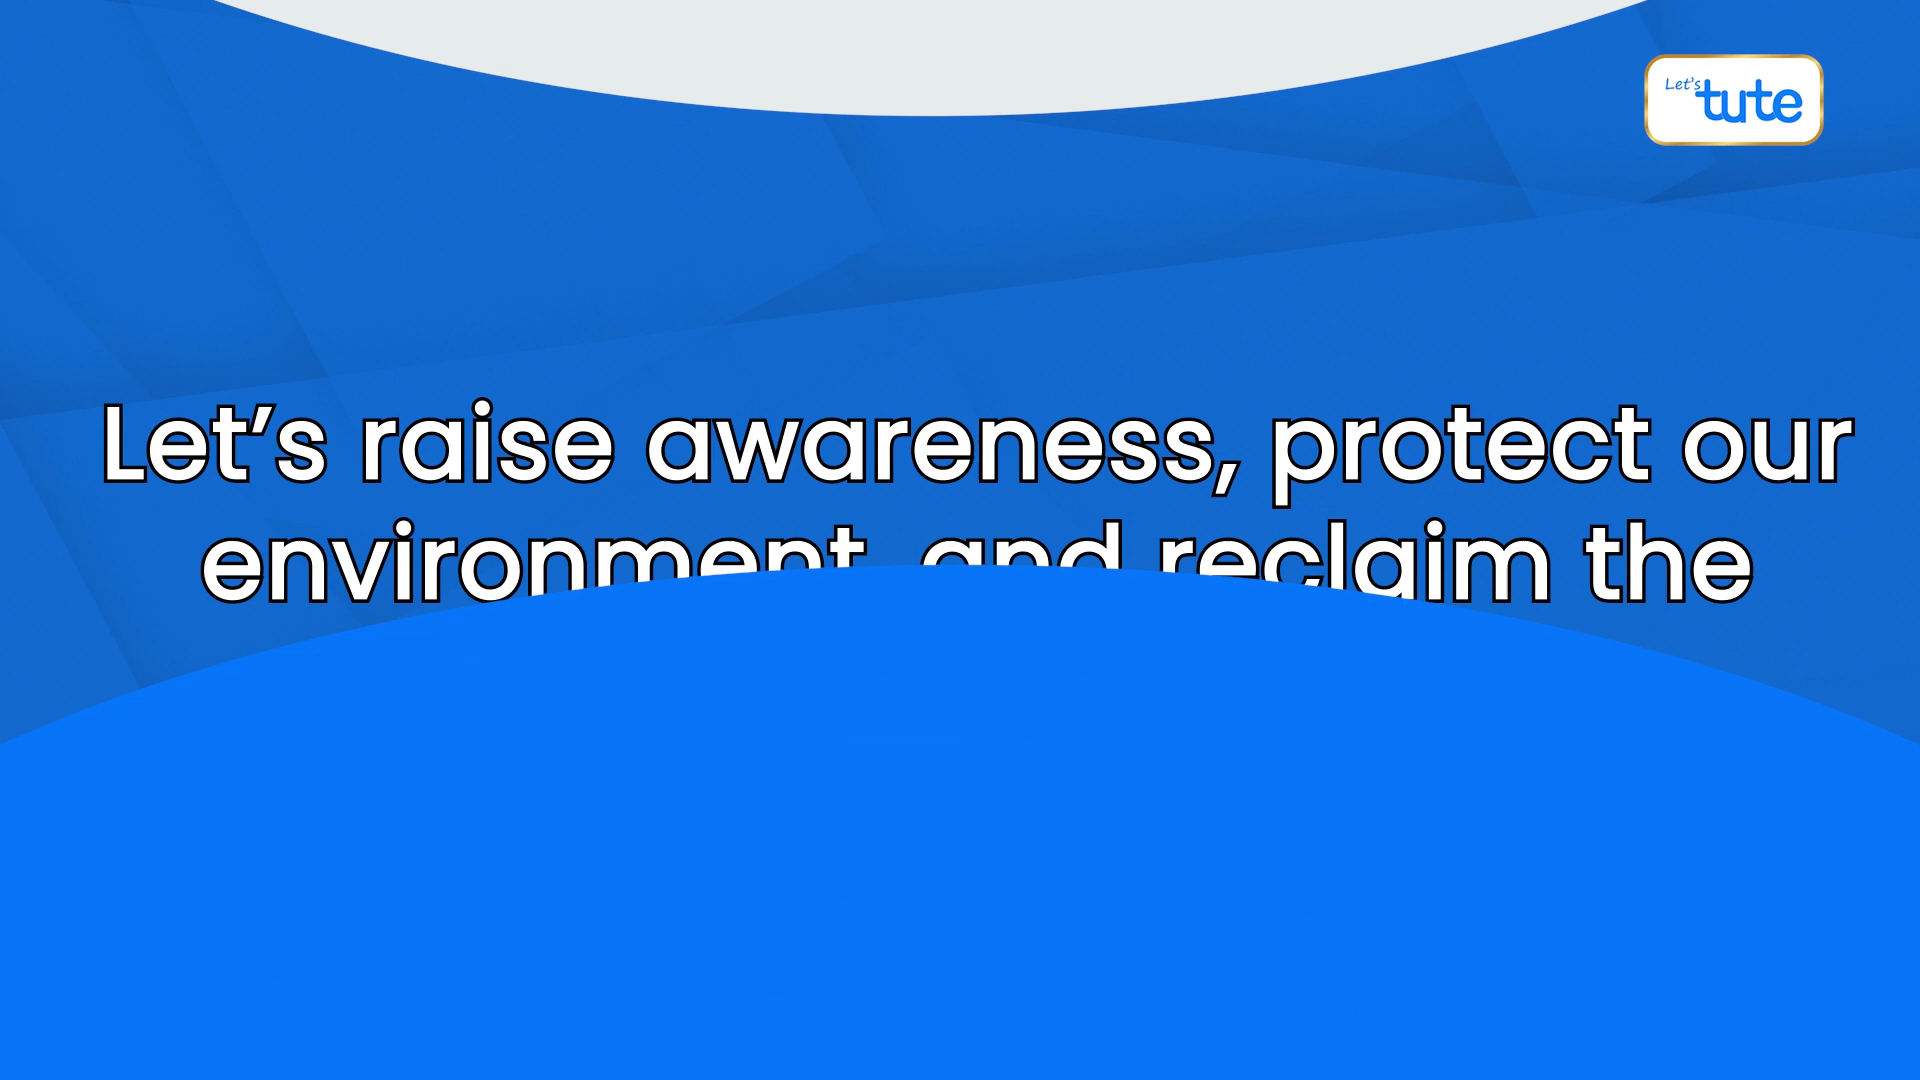 Let's
tute
Let’s raise awareness, protect our
environment, and reclaim the